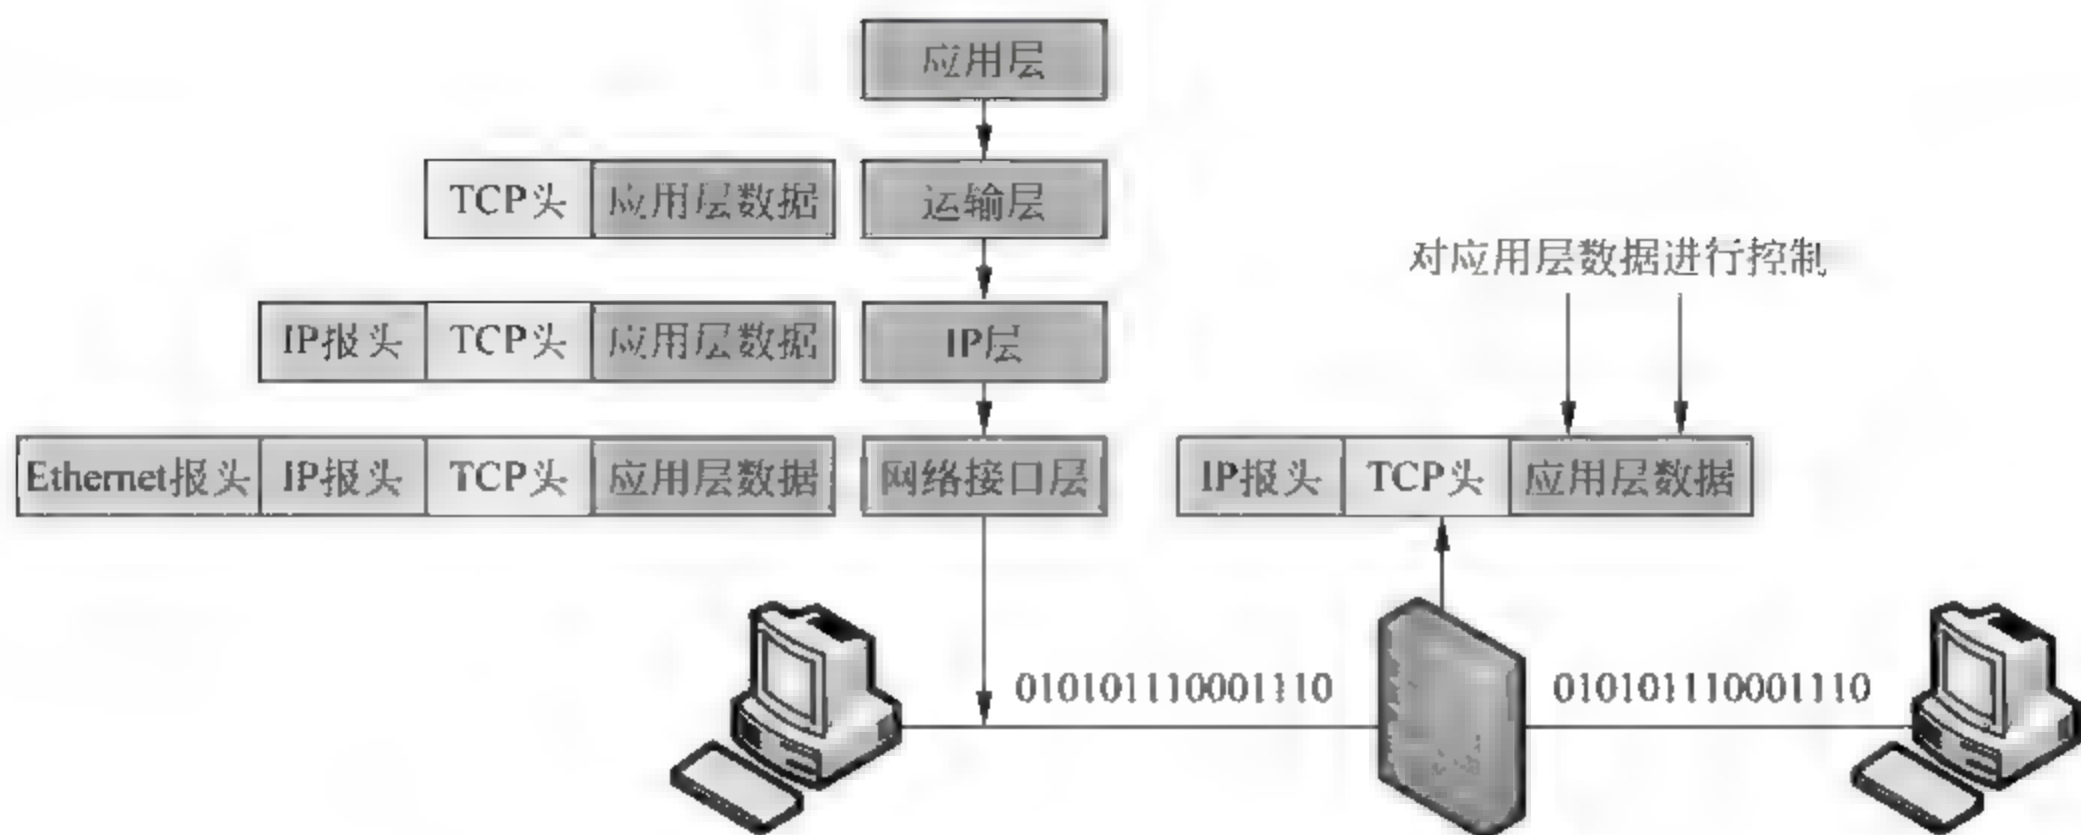 应用层
TCP头 应用层数据 运输层
对应用层数据进行控制
IP报头 TCP头 应用层数据 IP层
Ethernet报头 IP报头 TCP头 应用层数据 网络接口层 IP报头 TCP头 应用层数据
010101110001110 010101110001110